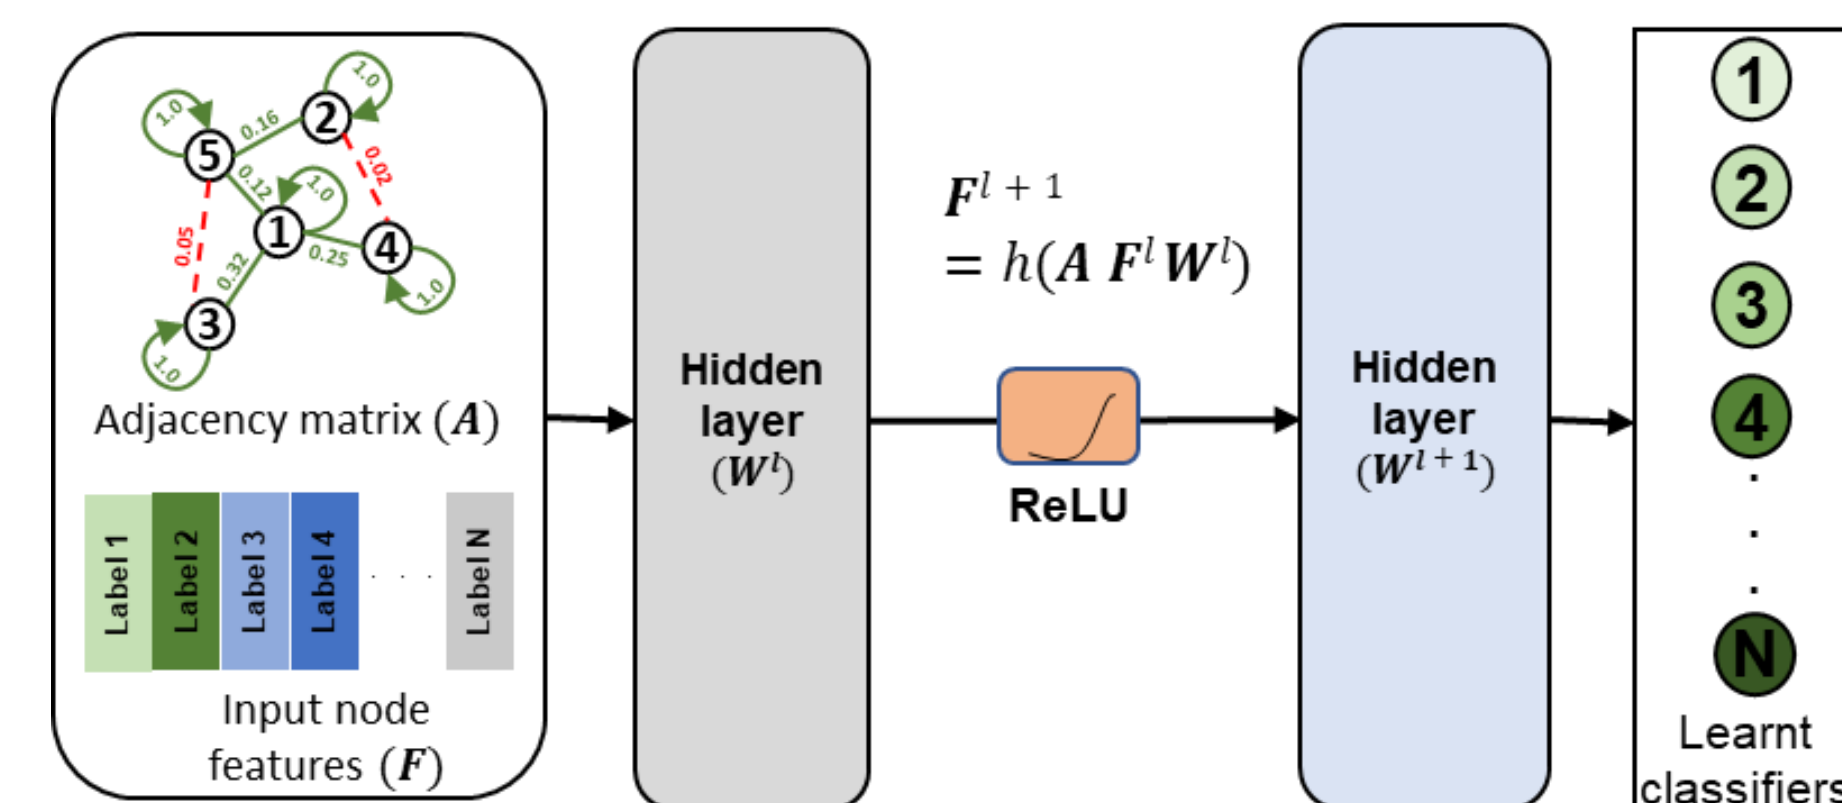 1.0
2
1.0
0.16
5
0.02
0.12
1.0
1
4
0.05
0.25
0.32
1.0
3
1.0
Adjacency matrix (A)
Label 1
Label 2
Label 3
Label 4
. . .
Label N
Input node
features (F)
Hidden
layer
(W^l)
F^{l + 1}
= h(A F^l W^l)
ReLU
Hidden
layer
(W^{l + 1})
1
2
3
4
.
.
.
N
Learnt
classifiers